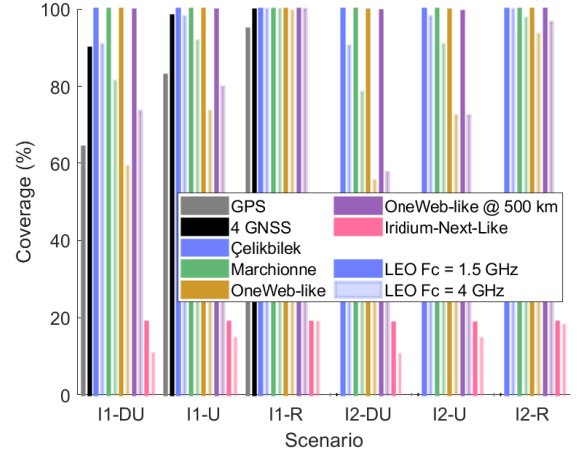 100
80
60
40
20
0
Coverage (%)
GPS
4 GNSS
Çelikbilek
Marchionne
OneWeb-like
OneWeb-like @ 500 km
Iridium-Next-Like
LEO Fc = 1.5 GHz
LEO Fc = 4 GHz
I1-DU I1-U I1-R I2-DU I2-U I2-R
Scenario